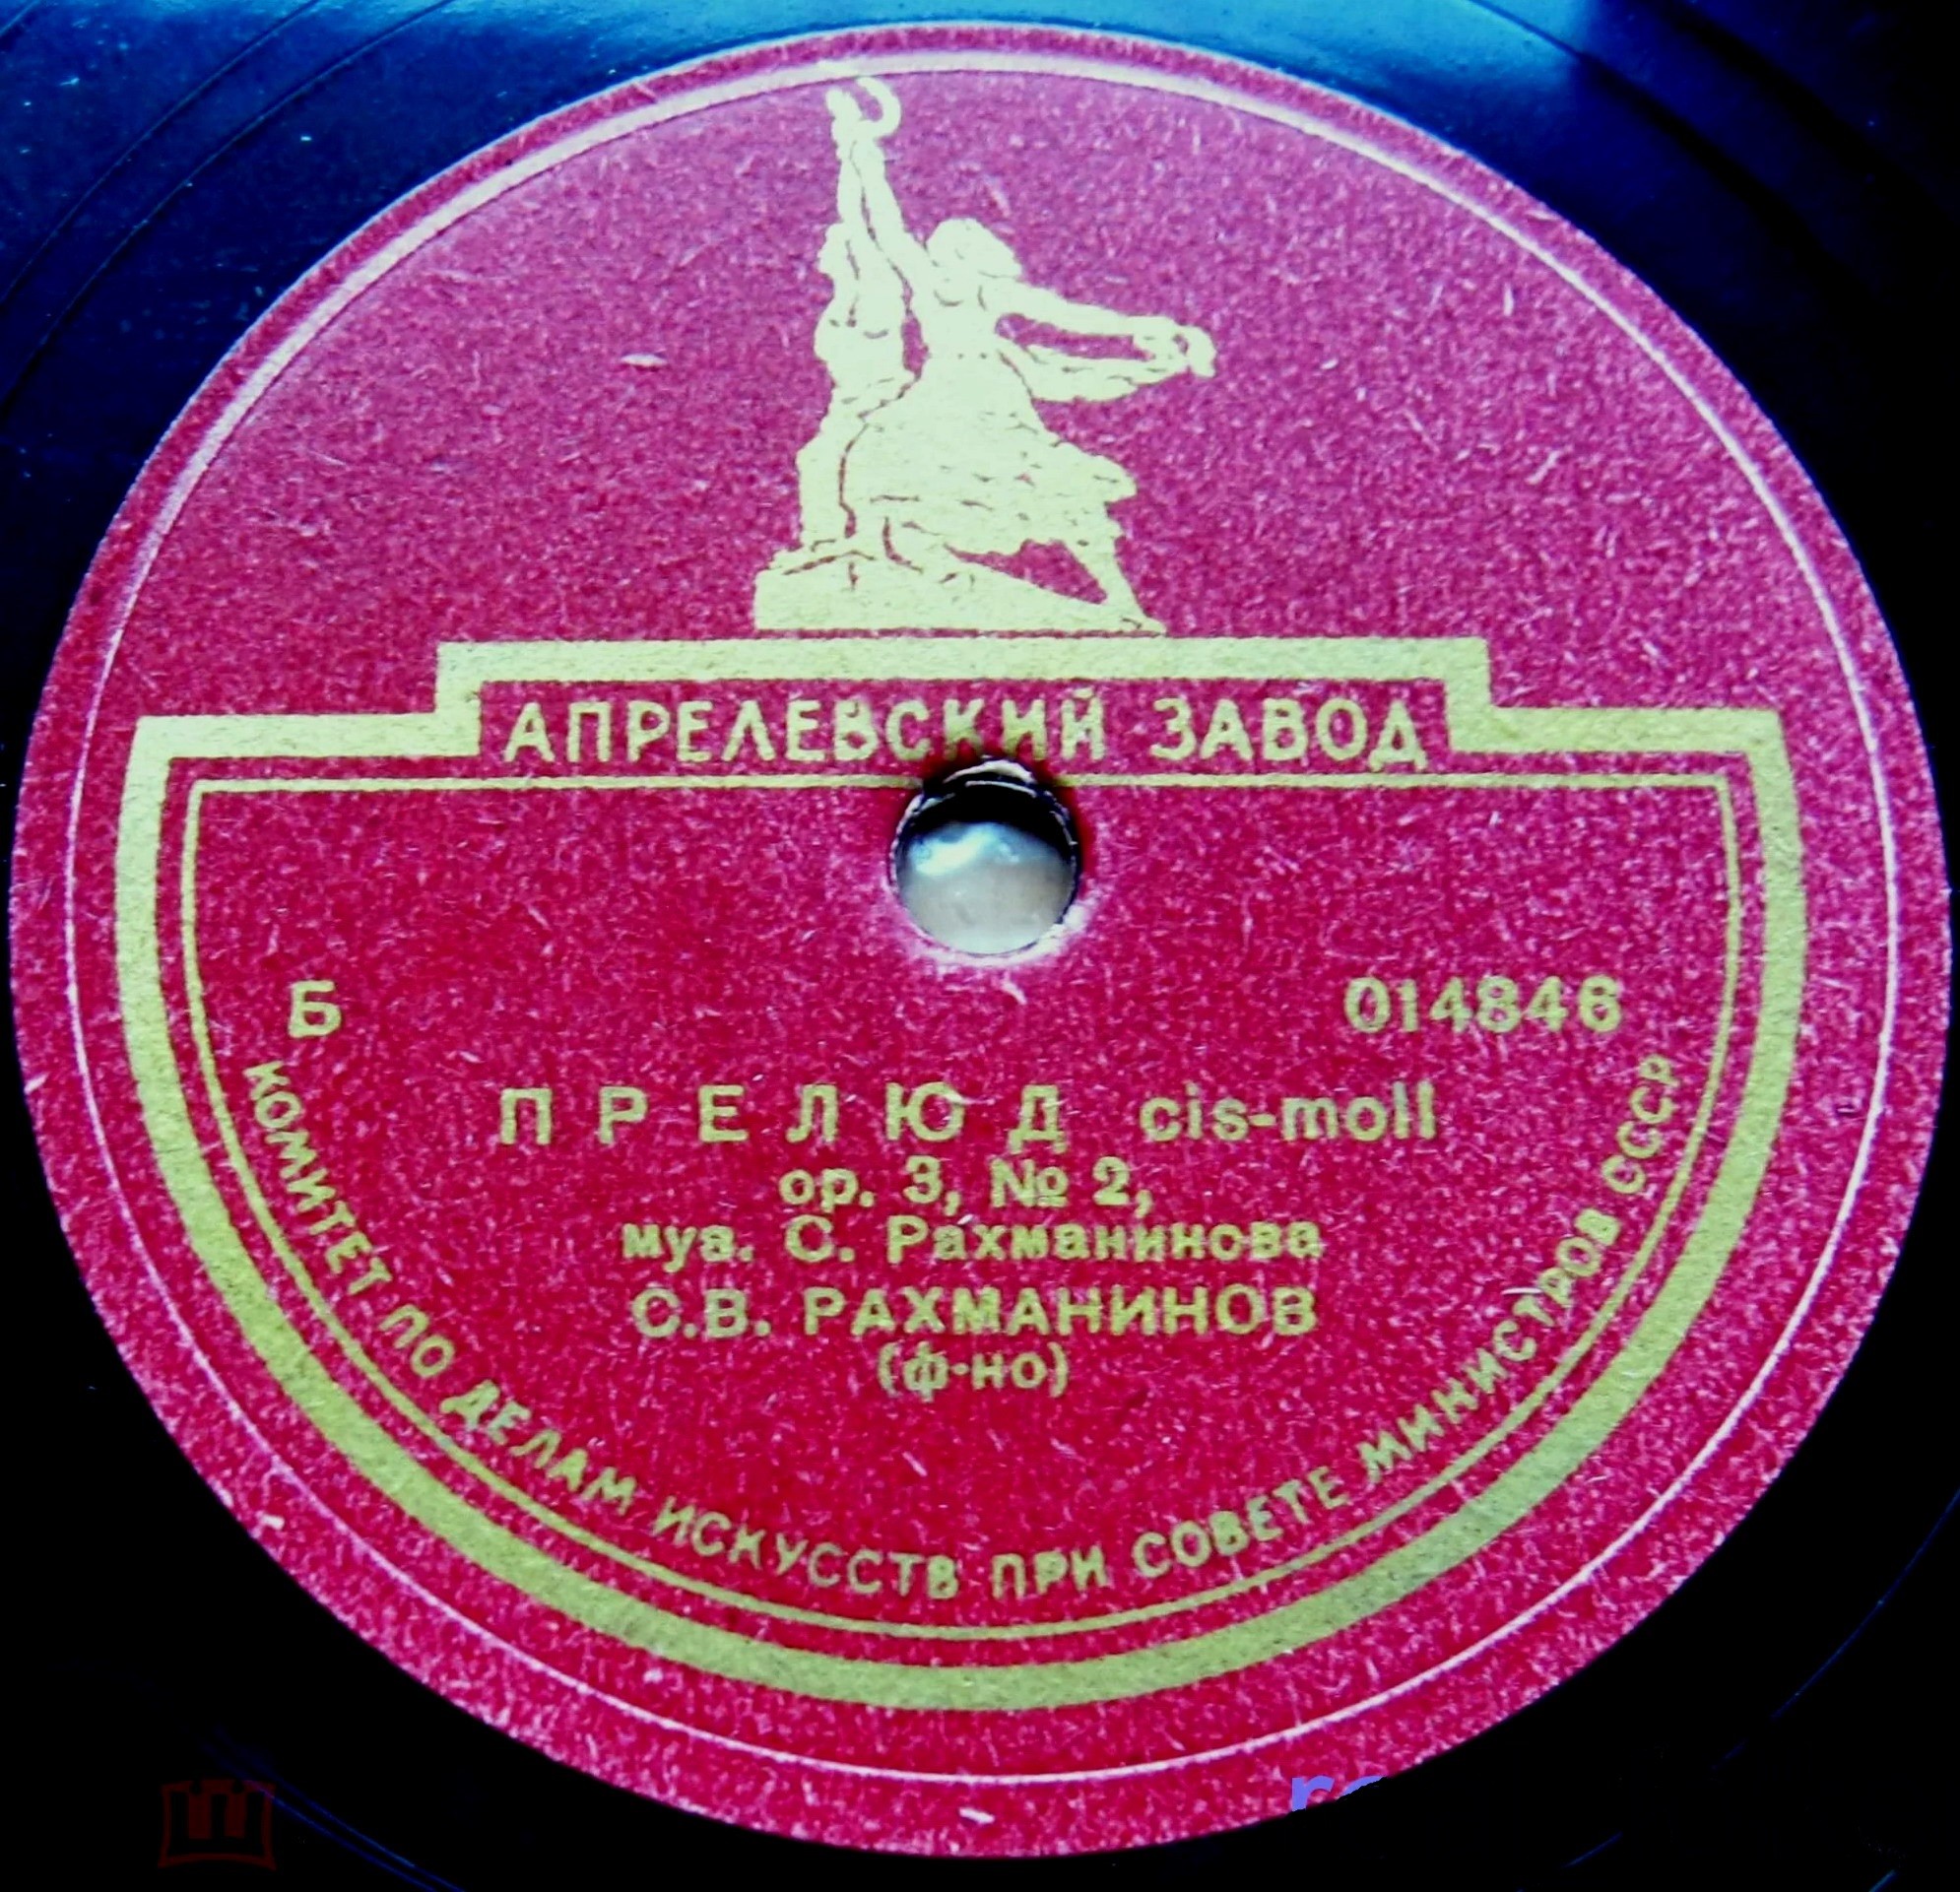 АПРЕЛЕВСКИЙ ЗАВОД
Б 014846
ПРЕЛЮД cis-moll
op. 3, № 2,
муз. С. Рахманинова
С.В. РАХМАНИНОВ
(ф-но)
КОМИТЕТ ПО ДЕЛАМ ИСКУССТВ ПРИ СОВЕТЕ МИНИСТРОВ СССР